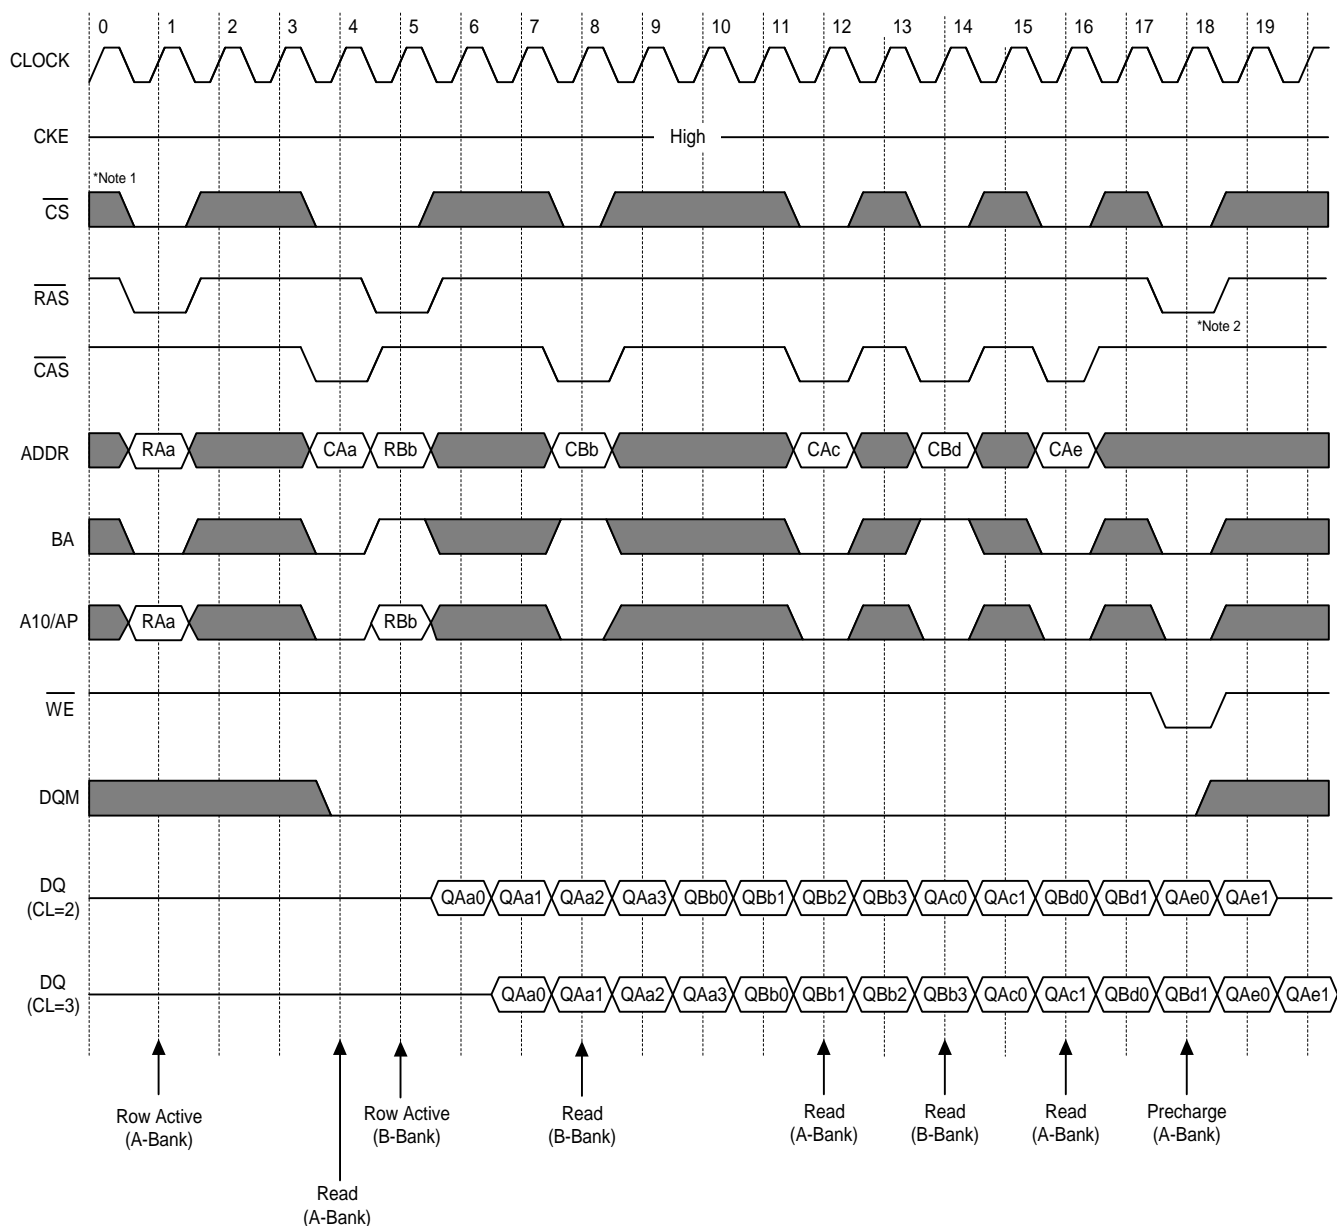 0 1 2 3 4 5 6 7 8 9 10 11 12 13 14 15 16 17 18 19
CLOCK
CKE High
*Note 1
CS
RAS
*Note 2
CAS
ADDR RAa CAa RBb CBb CAc CBd CAe
BA
A10/AP RAa RBb
WE
DQM
DQ
(CL=2)
QAa0 QAa1 QAa2 QAa3 QBb0 QBb1 QBb2 QBb3 QAc0 QAc1 QBd0 QBd1 QAe0 QAe1
DQ
(CL=3)
QAa0 QAa1 QAa2 QAa3 QBb0 QBb1 QBb2 QBb3 QAc0 QAc1 QBd0 QBd1 QAe0 QAe1
Row Active
(A-Bank)
Read
(A-Bank)
Row Active
(B-Bank)
Read
(B-Bank)
Read
(A-Bank)
Read
(B-Bank)
Read
(A-Bank)
Precharge
(A-Bank)